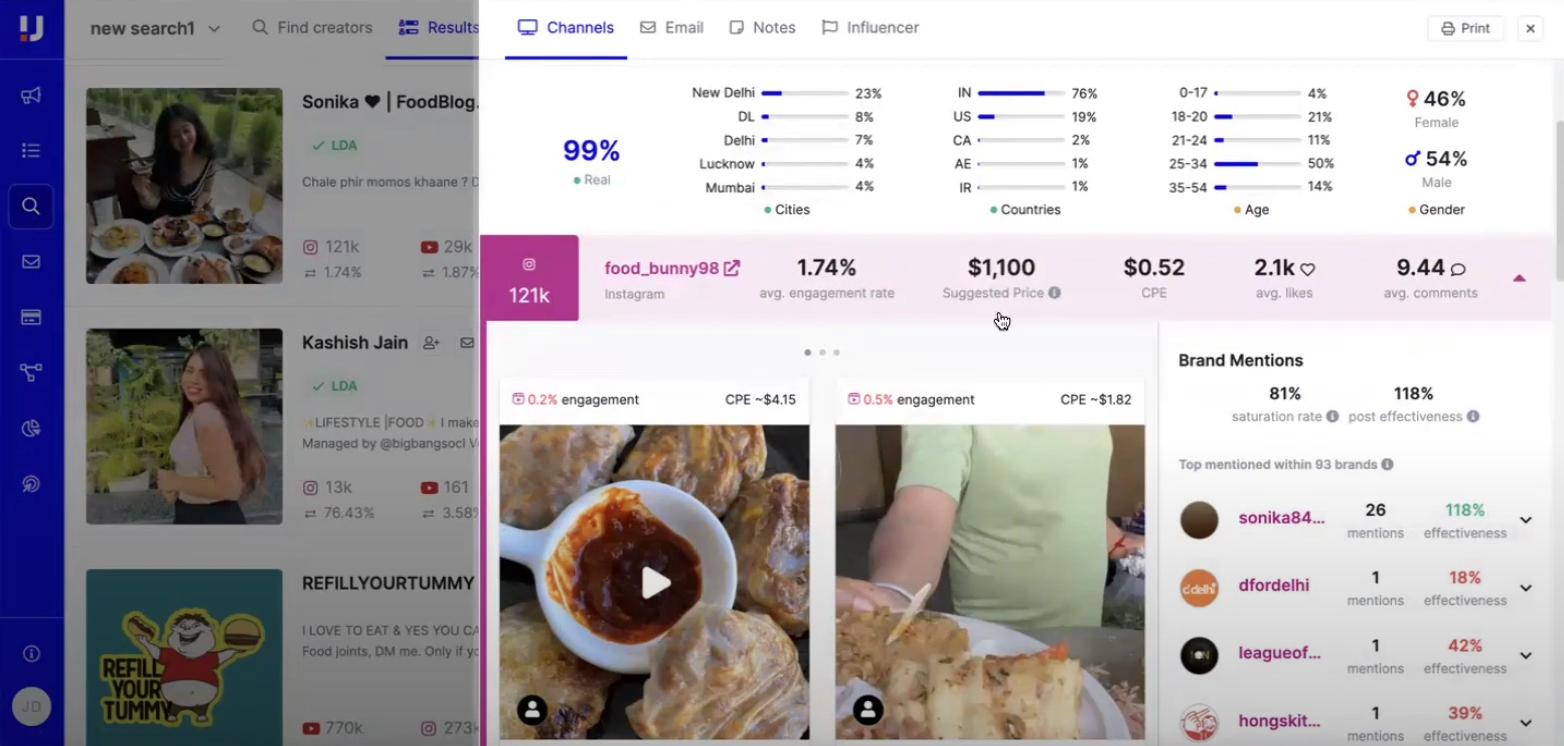 new search1
Find creators
Results
Sonika ❤ | FoodBlog.
LDA
Chale phir momos khaane ?
121k
29k
1.74%
1.87%
Kashish Jain
LDA
LIFESTYLE |FOOD
I make
Managed by @bigbangsocl
13k
161
76.43%
3.58%
REFILLYOURTUMMY
I LOVE TO EAT & YES YOU
Food joints, DM me. Only if
REFILL
YOUR
TUMMY
770k
273k
JD
Channels
Email
Notes
Influencer
Print
99%
Real
New Delhi 23%
DL 8%
Delhi 7%
Lucknow 4%
Mumbai 4%
Cities
IN 76%
US 19%
CA 2%
AE 1%
IR 1%
Countries
0-17 4%
18-20 21%
21-24 11%
25-34 50%
35-54 14%
Age
46%
Female
54%
Male
Gender
121k
food_bunny98
Instagram
1.74%
avg. engagement rate
$1,100
Suggested Price
$0.52
CPE
2.1k
avg. likes
9.44
avg. comments
0.2% engagement CPE ~$4.15
0.5% engagement CPE ~$1.82
Brand Mentions
81%
saturation rate
118%
post effectiveness
Top mentioned within 93 brands
sonika84...
26
mentions
118%
effectiveness
d'delhi
dfordelhi
1
mentions
18%
effectiveness
leagueof...
1
mentions
42%
effectiveness
hongskit...
1
mentions
39%
effectiveness